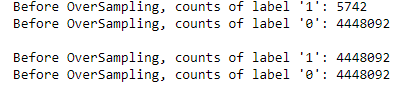 Before OverSampling, counts of label '1': 5742
Before OverSampling, counts of label '0': 4448092
Before OverSampling, counts of label '1': 4448092
Before OverSampling, counts of label '0': 4448092